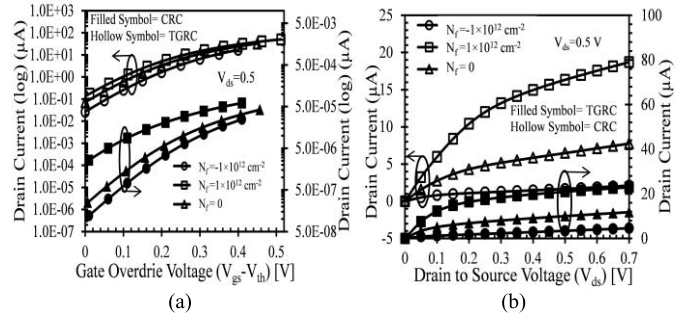 Drain Current (log) (µA)
1.0E+03
1.0E+02
1.0E+01
1.0E+00
1.0E-01
1.0E-02
1.0E-03
1.0E-04
1.0E-05
1.0E-06
1.0E-07
Filled Symbol= CRC
Hollow Symbol= TGRC
Vds=0.5
Nf=-1×10¹² cm-2
Nf=1×10¹² cm-2
Nf= 0
5.0E-03
5.0E-04
5.0E-05
5.0E-06
5.0E-07
5.0E-08
Drain Current (log) (µA)
0 0.1 0.2 0.3 0.4 0.5
Gate Overdrie Voltage (Vgs-Vth) [V]
(a)
Drain Current (µA)
25
20
15
10
5
0
-5
Nf=-1×10¹² cm-2
Nf=1×10¹² cm-2
Nf= 0
Vds=0.5 V
Filled Symbol= TGRC
Hollow Symbol= CRC
100
80
60
40
20
0
Drain Current (µA)
0 0.1 0.2 0.3 0.4 0.5 0.6 0.7
Drain to Source Voltage (Vds) [V]
(b)